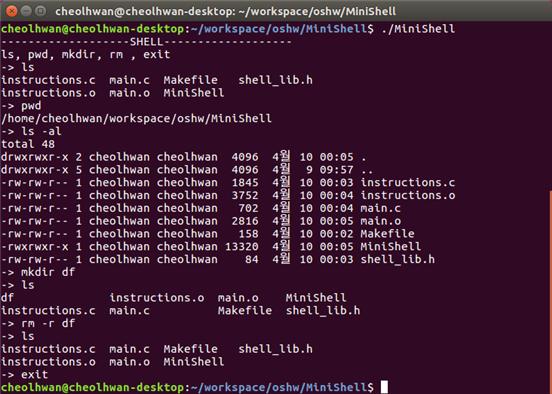 cheolhwan@cheolhwan-desktop: ~/workspace/oshw/MiniShell
cheolhwan@cheolhwan-desktop:~/workspace/oshw/MiniShell$ ./MiniShell
-------------------SHELL-------------------
ls, pwd, mkdir, rm , exit
-> ls
instructions.c  main.c  Makefile   shell_lib.h
instructions.o  main.o  MiniShell
-> pwd
/home/cheolhwan/workspace/oshw/MiniShell
-> ls -al
total 48
drwxrwxr-x 2 cheolhwan cheolhwan  4096  4월 10 00:05 .
drwxrwxr-x 5 cheolhwan cheolhwan  4096  4월  9 09:57 ..
-rw-rw-r-- 1 cheolhwan cheolhwan  1845  4월 10 00:03 instructions.c
-rw-rw-r-- 1 cheolhwan cheolhwan  3752  4월 10 00:04 instructions.o
-rw-rw-r-- 1 cheolhwan cheolhwan   702  4월 10 00:04 main.c
-rw-rw-r-- 1 cheolhwan cheolhwan  2816  4월 10 00:05 main.o
-rw-rw-r-- 1 cheolhwan cheolhwan   158  4월 10 00:02 Makefile
-rwxrwxr-x 1 cheolhwan cheolhwan 13320  4월 10 00:05 MiniShell
-rw-rw-r-- 1 cheolhwan cheolhwan    84  4월 10 00:03 shell_lib.h
-> mkdir df
-> ls
df              instructions.o  main.o    MiniShell
instructions.c  main.c          Makefile  shell_lib.h
-> rm -r df
-> ls
instructions.c  main.c  Makefile   shell_lib.h
instructions.o  main.o  MiniShell
-> exit
cheolhwan@cheolhwan-desktop:~/workspace/oshw/MiniShell$